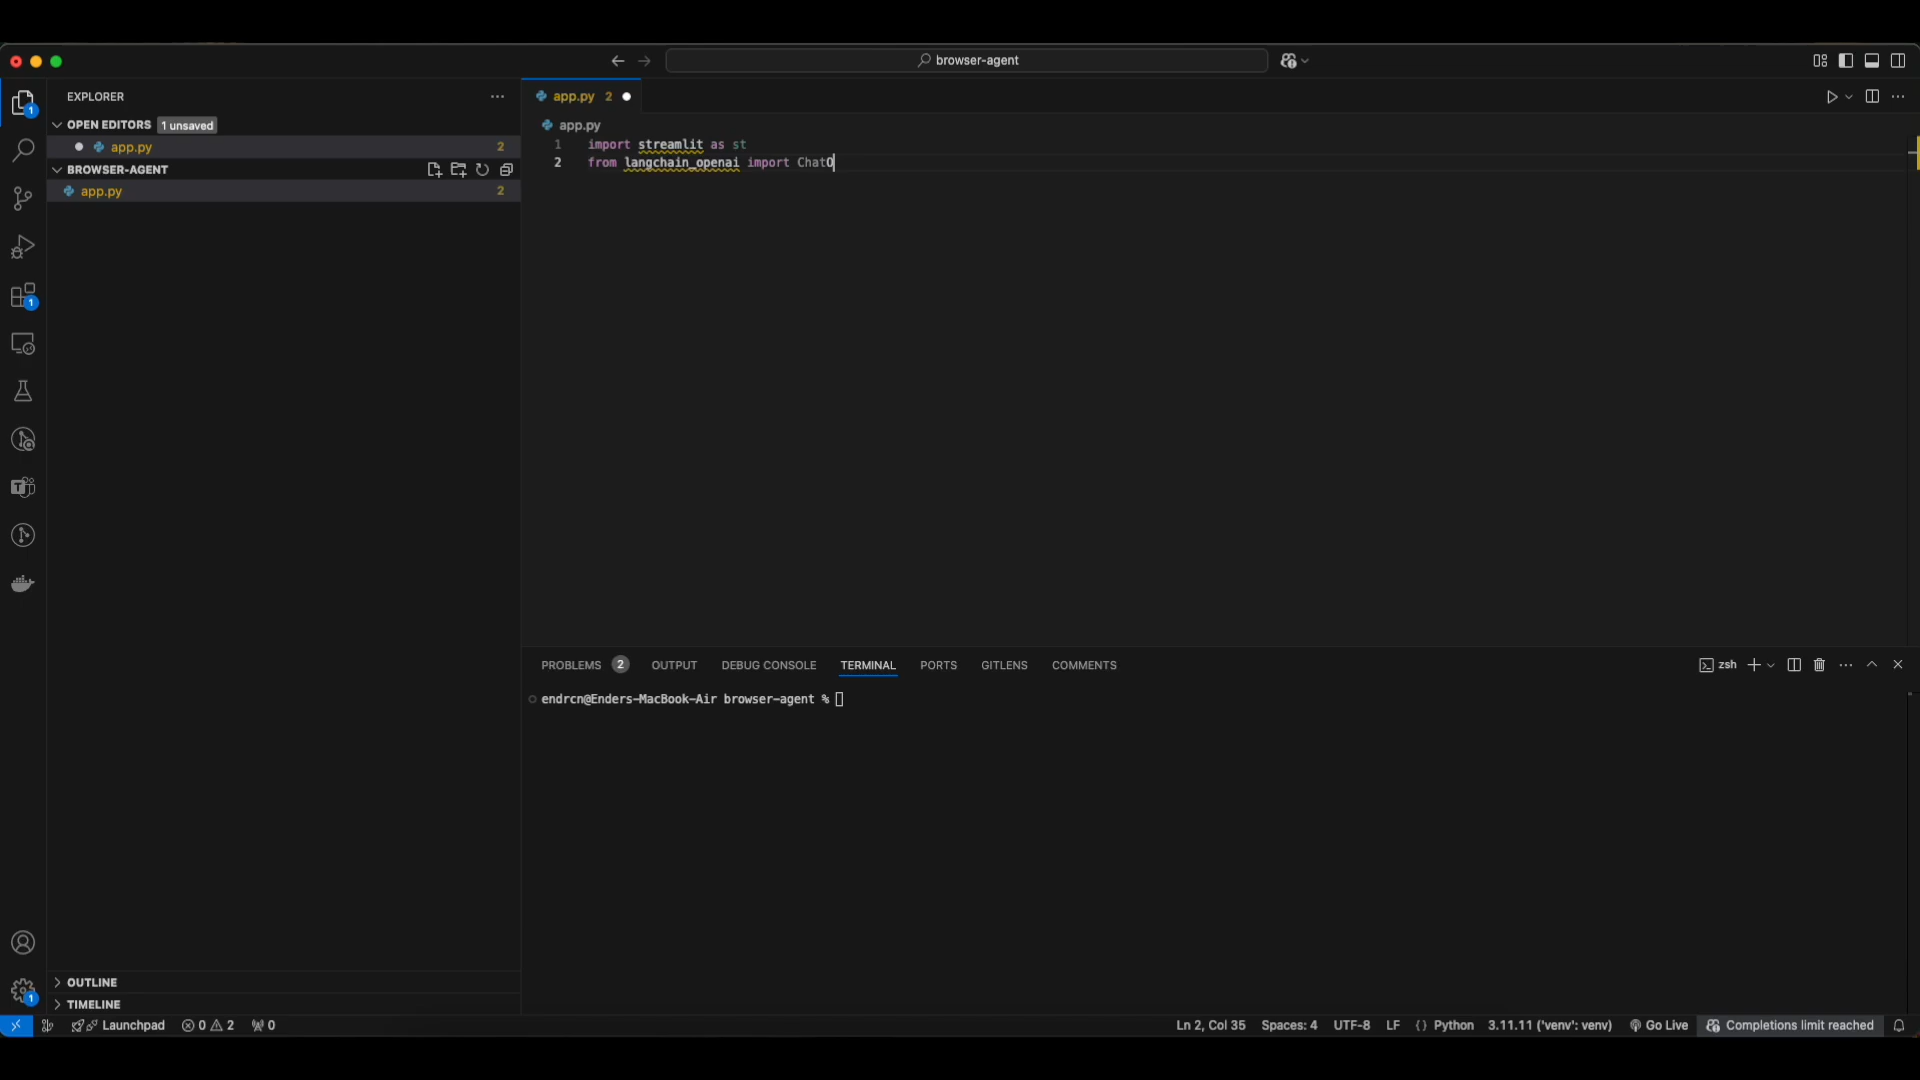 browser-agent
EXPLORER
OPEN EDITORS 1 unsaved
app.py 2
BROWSER-AGENT
app.py 2
OUTLINE
TIMELINE
app.py 2
app.py
1 import streamlit as st
2 from langchain_openai import ChatO
PROBLEMS 2 OUTPUT DEBUG CONSOLE TERMINAL PORTS GITLENS COMMENTS zsh
endrcn@Enders-MacBook-Air browser-agent %
Launchpad 0 2 0 Ln 2, Col 35 Spaces: 4 UTF-8 LF {} Python 3.11.11 ('venv': venv) Go Live Completions limit reached
1
1
1